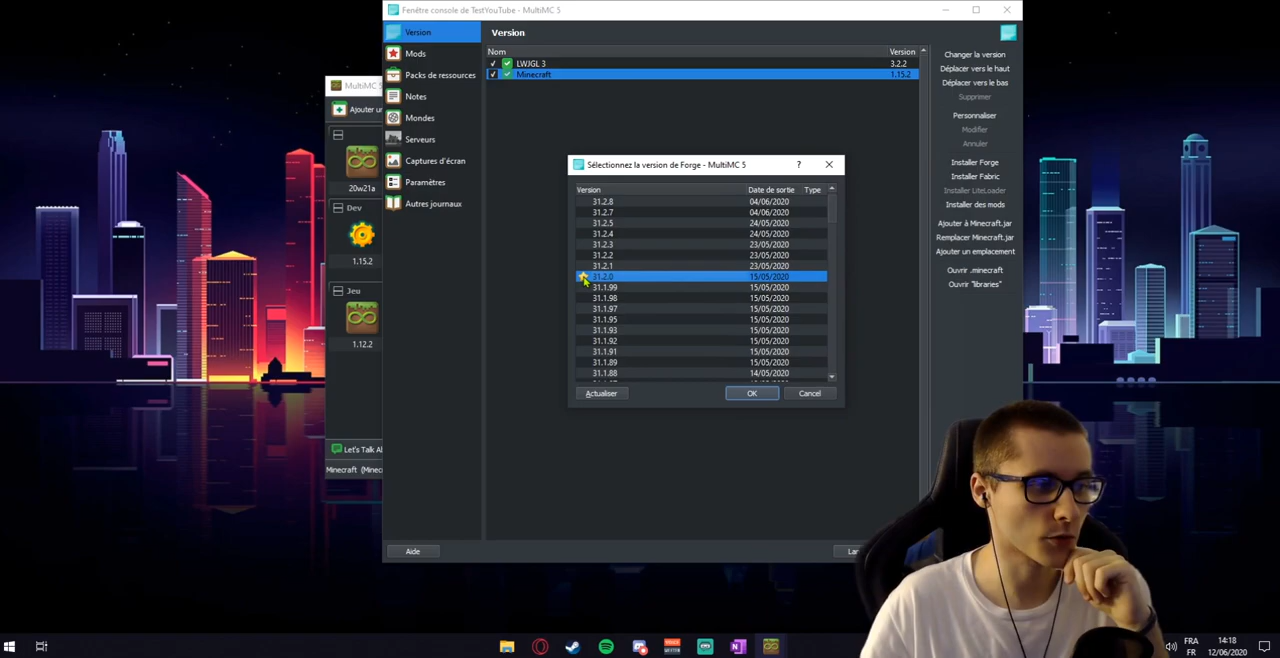 Fenêtre console de TestYouTube - MultiMC 5
Version
Mods
Packs de ressources
Notes
Mondes
Serveurs
Captures d'écran
Paramètres
Autres journaux
Aide
Version
Nom Version
LWJGL 3 3.2.2
Minecraft 1.15.2
Changer la version
Déplacer vers le haut
Déplacer vers le bas
Supprimer
Personnaliser
Modifier
Annuler
Installer Forge
Installer Fabric
Installer LiteLoader
Installer des mods
Ajouter à Minecraft.jar
Remplacer Minecraft.jar
Ajouter un emplacement
Ouvrir .minecraft
Ouvrir "libraries"
MultiMC
Ajouter un
20w21a
Dev
1.15.2
Jeu
1.12.2
Let's Talk Ab
Minecraft (Minec
Sélectionnez la version de Forge - MultiMC 5
?
Version Date de sortie Type
31.2.8 04/06/2020
31.2.7 04/06/2020
31.2.5 24/05/2020
31.2.4 24/05/2020
31.2.3 23/05/2020
31.2.2 23/05/2020
31.2.1 23/05/2020
31.2.0 15/05/2020
31.1.99 15/05/2020
31.1.98 15/05/2020
31.1.97 15/05/2020
31.1.95 15/05/2020
31.1.93 15/05/2020
31.1.92 15/05/2020
31.1.91 15/05/2020
31.1.89 15/05/2020
31.1.88 14/05/2020
Actualiser OK Cancel
Lan
FRA
FR
14:18
12/06/2020